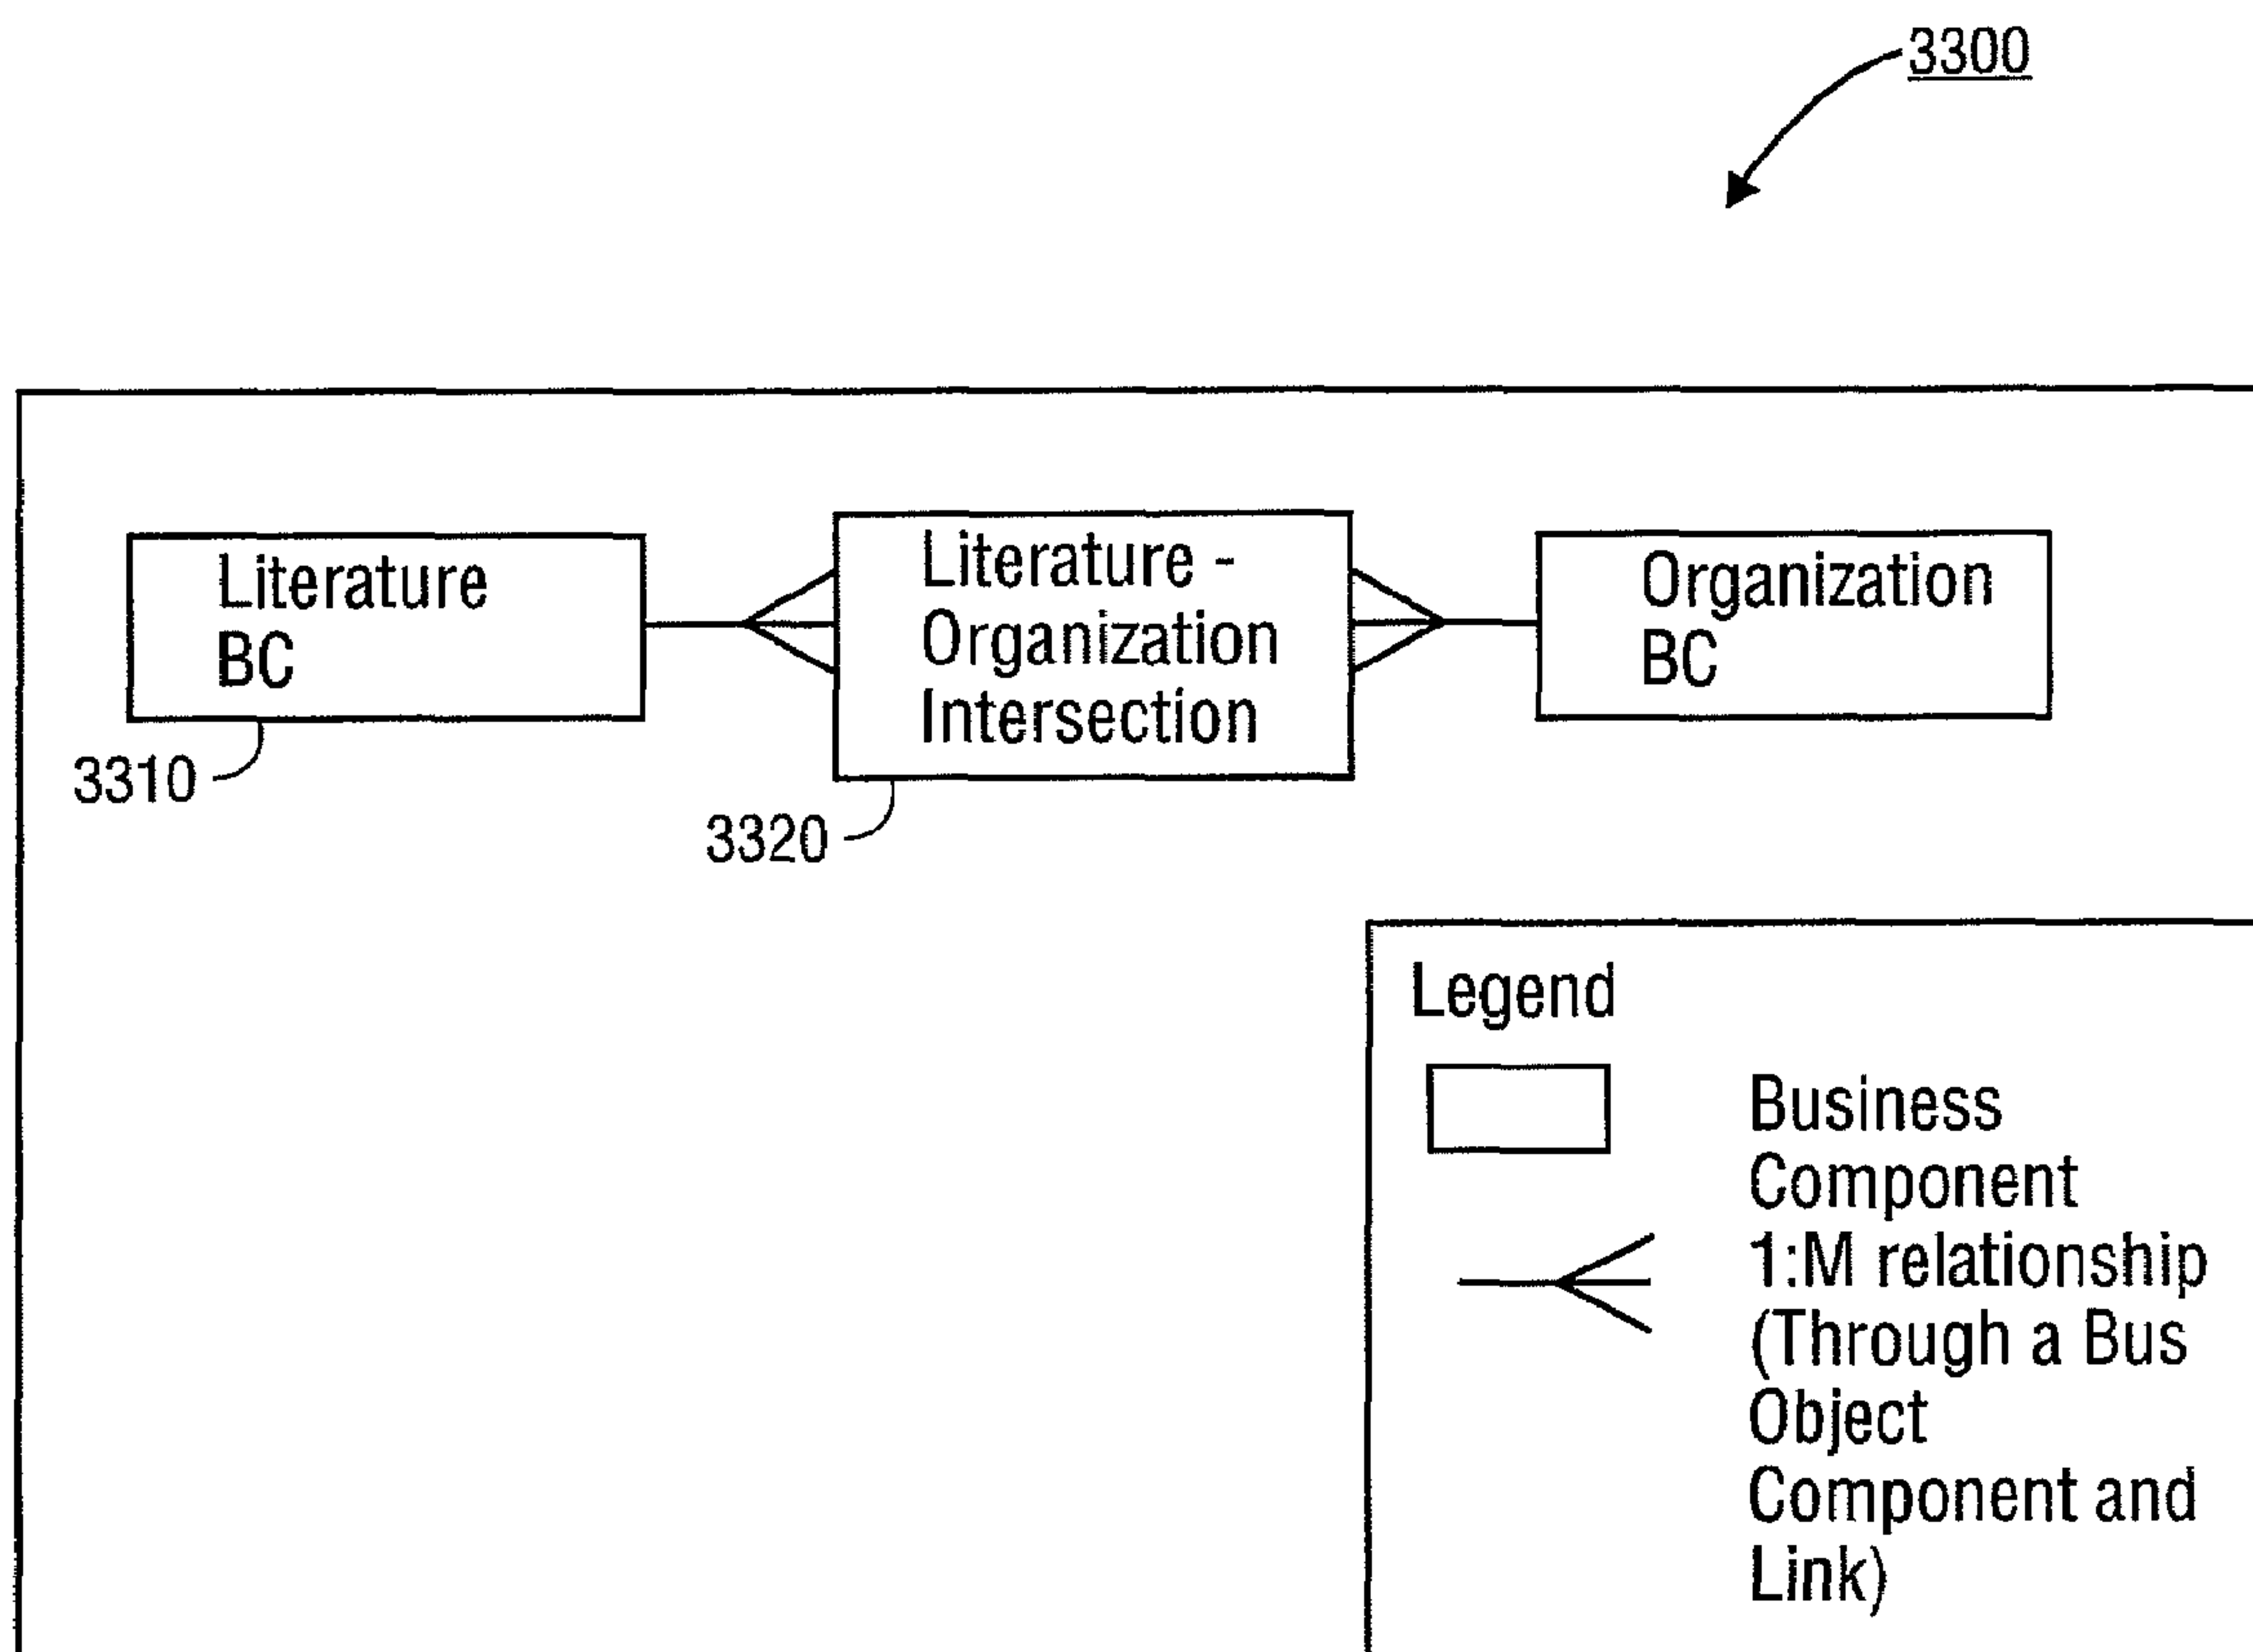 3300
Literature
BC
3310
Literature -
Organization
Intersection
3320
Organization
BC
Legend
Business
Component
1:M relationship
(Through a Bus
Object
Component and
Link)